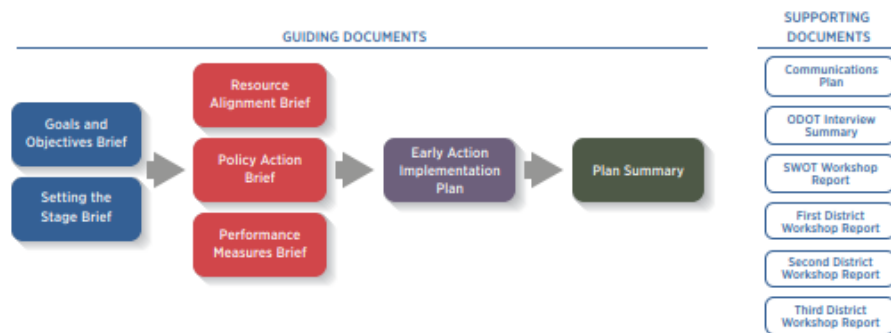 GUIDING DOCUMENTS
Goals and
Objectives Brief
Setting the
Stage Brief
Resource
Alignment Brief
Policy Action
Brief
Performance
Measures Brief
Early Action
Implementation
Plan
Plan Summary
SUPPORTING
DOCUMENTS
Communications
Plan
ODOT Interview
Summary
SWOT Workshop
Report
First District
Workshop Report
Second District
Workshop Report
Third District
Workshop Report